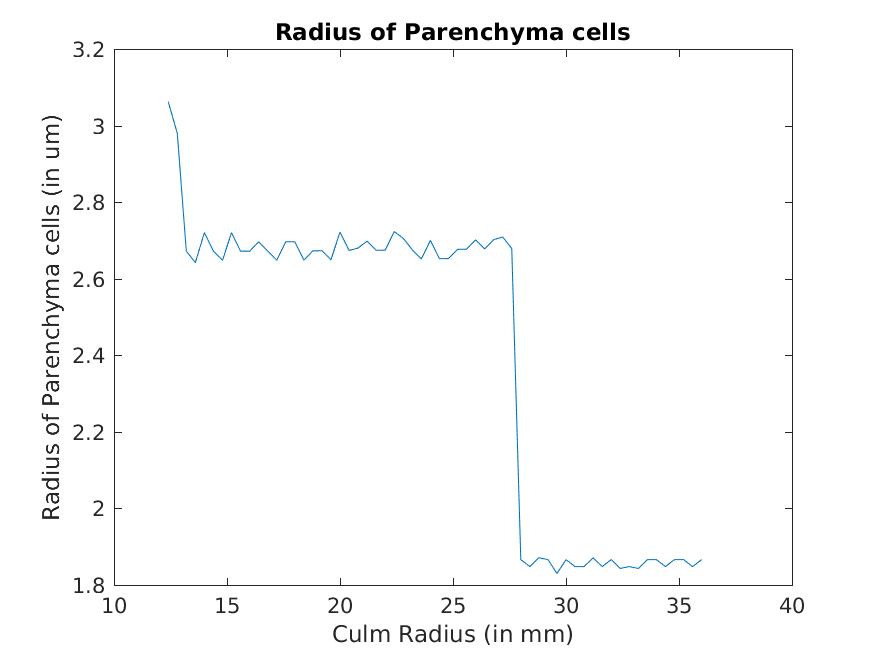 Radius of Parenchyma cells
3.2
3
2.8
2.6
2.4
2.2
2
1.8
Radius of Parenchyma cells (in um)
10 15 20 25 30 35 40
Culm Radius (in mm)